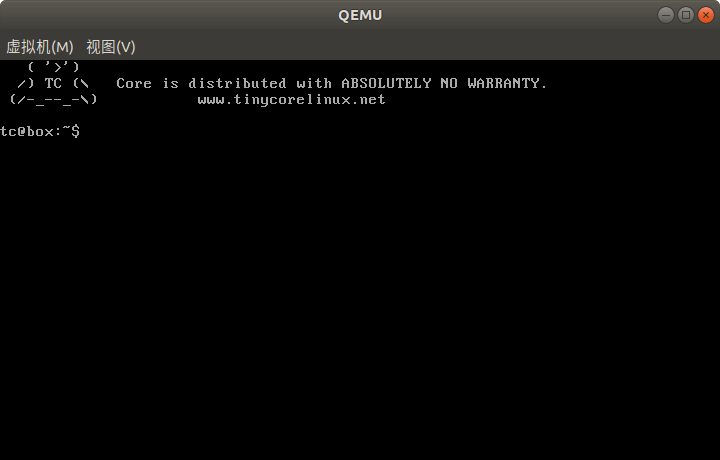 QEMU
虚拟机(M) 视图(V)
( '>')
/) TC (\ Core is distributed with ABSOLUTELY NO WARRANTY.
(/-_--_-\) www.tinycorelinux.net
tc@box:~$